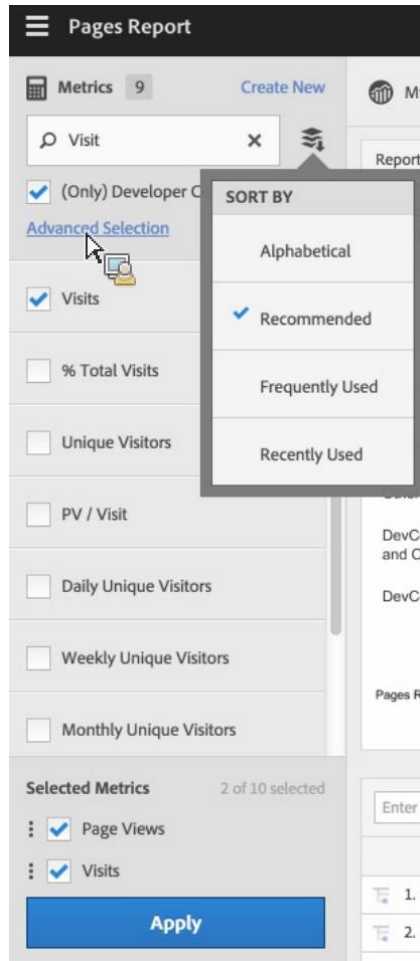 Pages Report
Metrics 9 Create New
Visit
(Only) Developer
Advanced Selection
SORT BY
Alphabetical
Recommended
Frequently Used
Recently Used
Visits
% Total Visits
Unique Visitors
PV / Visit
Daily Unique Visitors
Weekly Unique Visitors
Monthly Unique Visitors
Selected Metrics 2 of 10 selected
Page Views
Visits
Apply
Report
DevC
and
DevC
Pages R
Enter
1.
2.